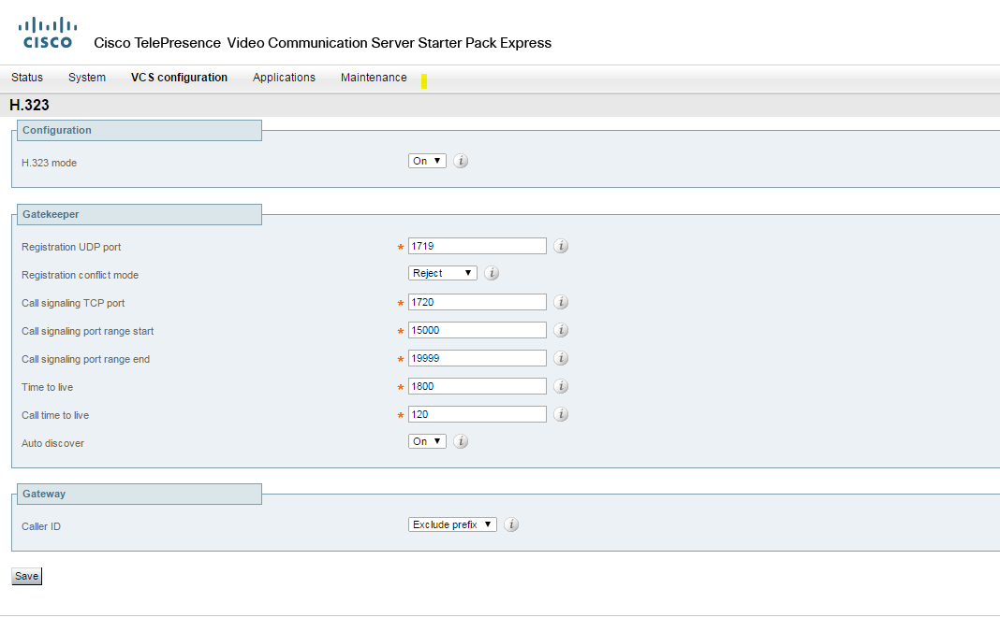 CISCO Cisco TelePresence Video Communication Server Starter Pack Express
Status System VCS configuration Applications Maintenance
H.323
Configuration
H.323 mode On ▼ i
Gatekeeper
Registration UDP port * 1719 i
Registration conflict mode Reject ▼ i
Call signaling TCP port * 1720 i
Call signaling port range start * 15000 i
Call signaling port range end * 19999 i
Time to live * 1800 i
Call time to live * 120 i
Auto discover On ▼ i
Gateway
Caller ID Exclude prefix ▼ i
Save